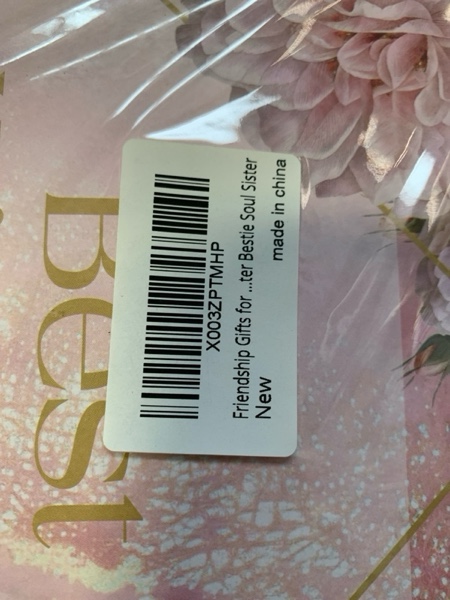 X003ZPTMHP
Friendship Gifts for ...ter Bestie Soul Sister
New
made in china
Best